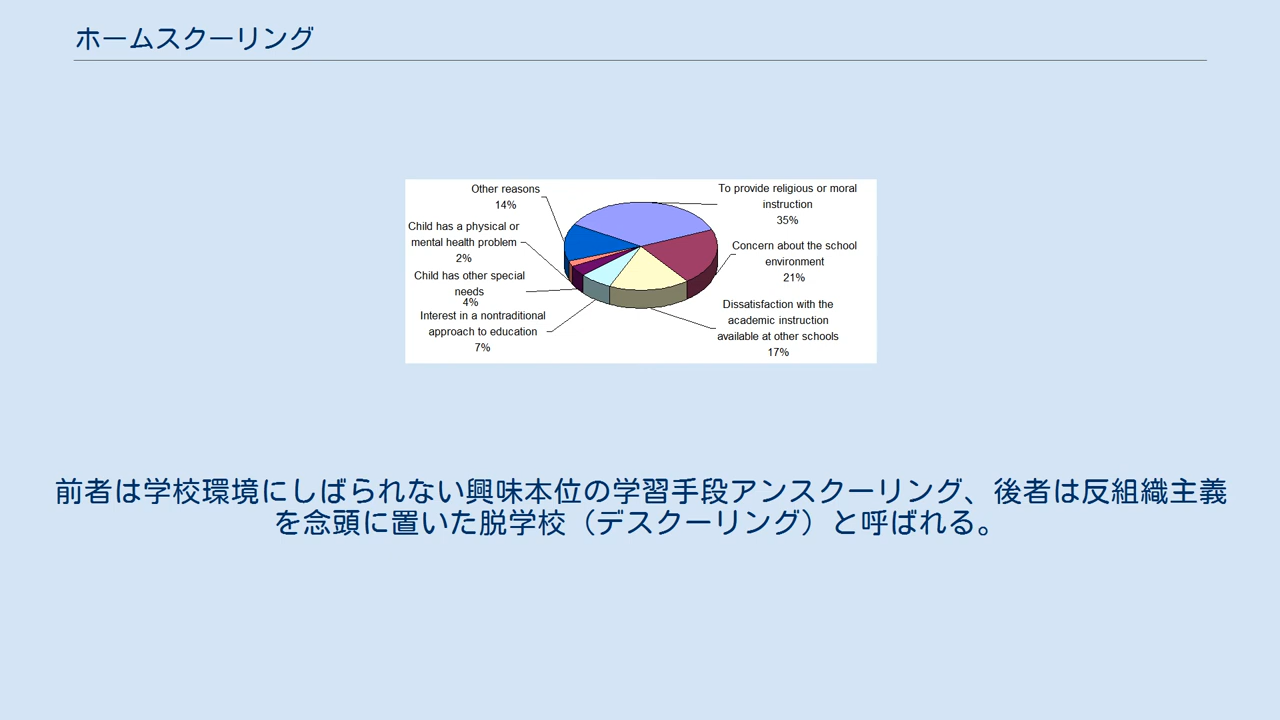 ホームスクーリング
Other reasons
14%
To provide religious or moral
instruction
35%
Child has a physical or
mental health problem
2%
Concern about the school
environment
21%
Child has other special
needs
4%
Interest in a nontraditional
approach to education
7%
Dissatisfaction with the
academic instruction
available at other schools
17%
前者は学校環境にしばられない興味本位の学習手段アンスクーリング、後者は反組織主義
を念頭に置いた脱学校（デスクーリング）と呼ばれる。